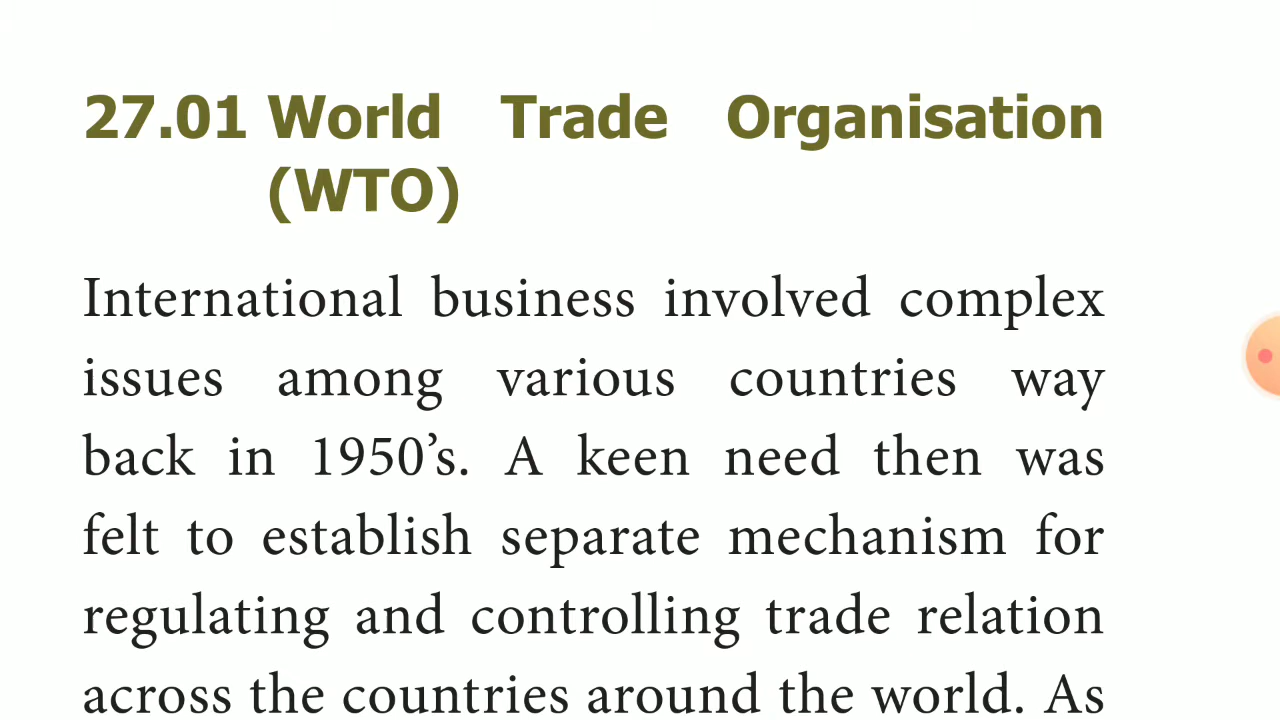 27.01 World Trade Organisation
(WTO)
International business involved complex
issues among various countries way
back in 1950’s. A keen need then was
felt to establish separate mechanism for
regulating and controlling trade relation
across the countries around the world. As